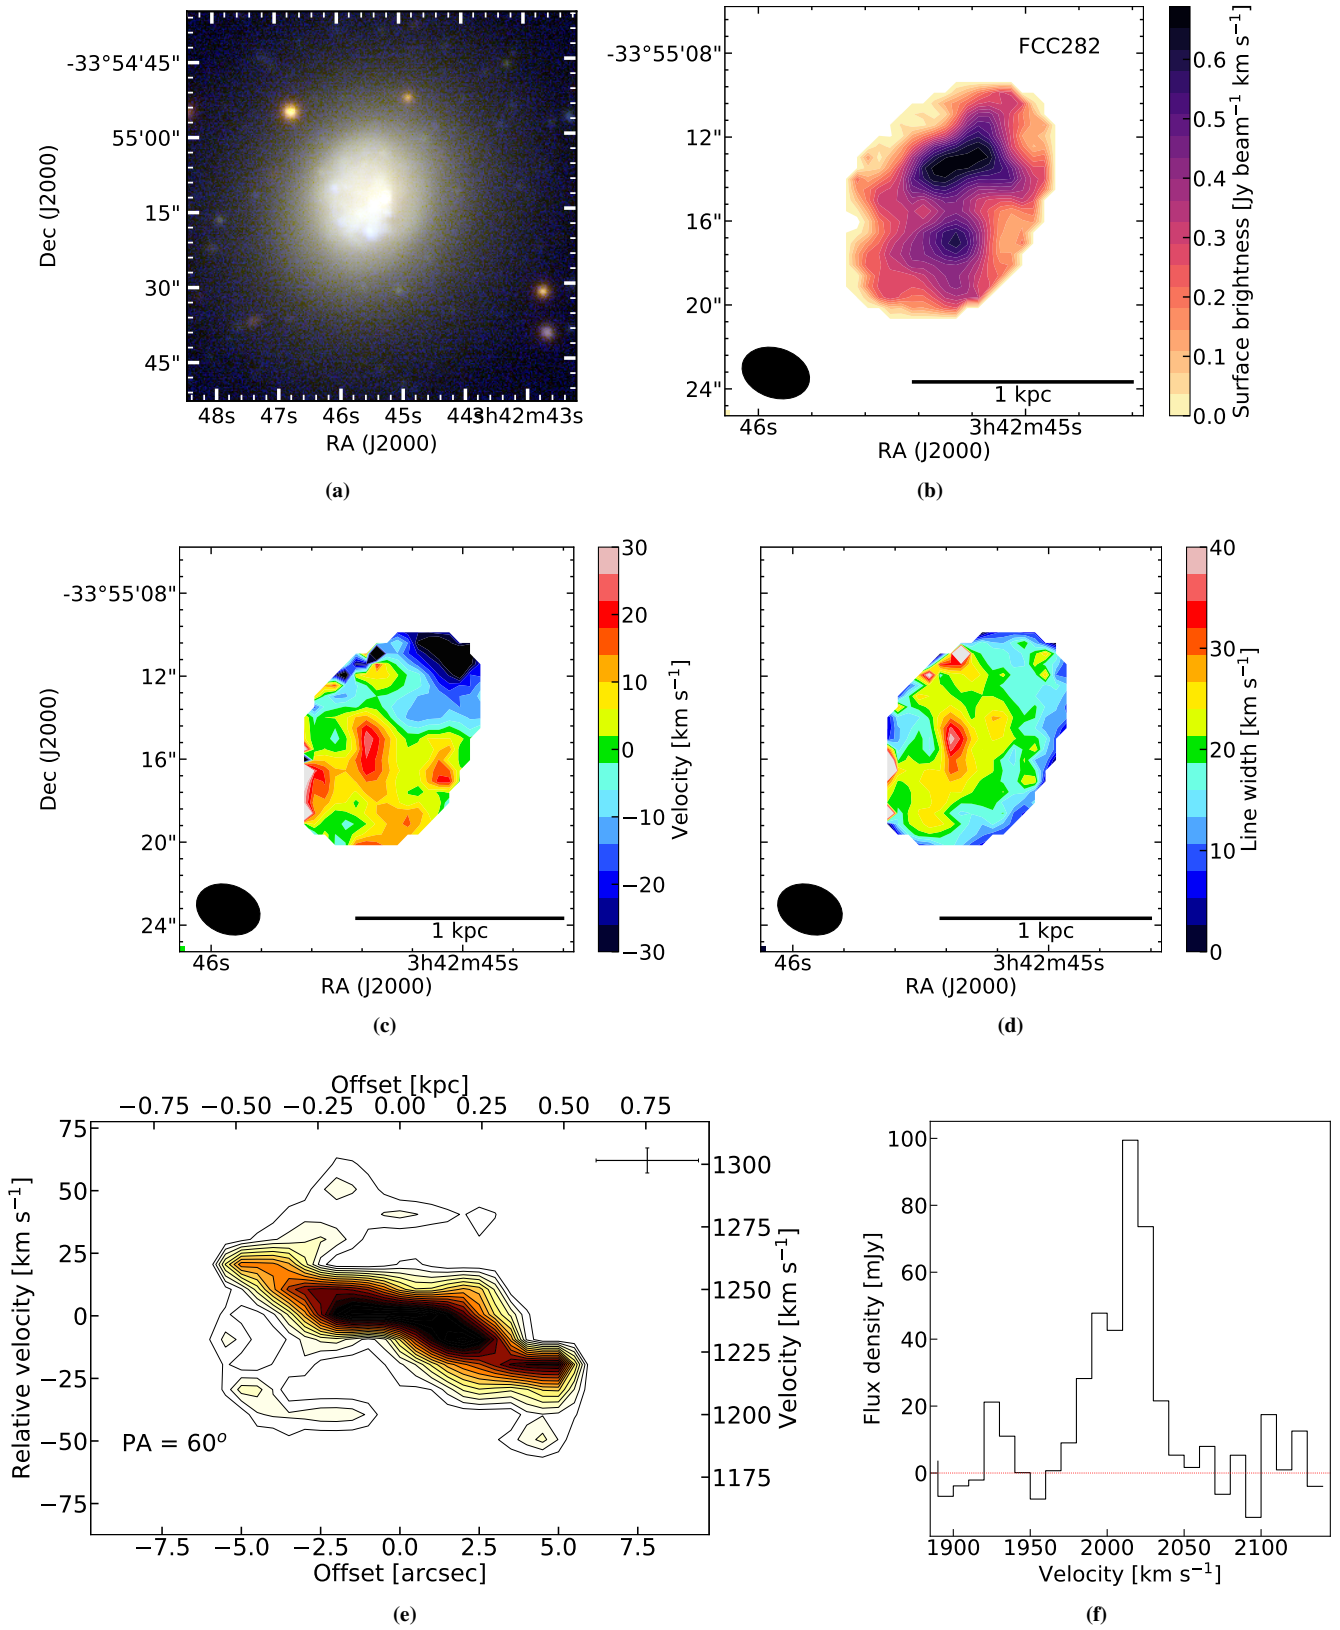 -33°54'45"
55'00"
15"
30"
45"
Dec (J2000)
48s 47s 46s 45s 44s 3h42m43s
RA (J2000)
(a)
FCC282
-33°55'08"
12"
16"
20"
24"
1 kpc
46s 3h42m45s
RA (J2000)
0.6
0.5
0.4
0.3
0.2
0.1
0.0
Surface brightness [Jy beam⁻¹ km s⁻¹]
(b)
-33°55'08"
12"
16"
20"
24"
Dec (J2000)
1 kpc
46s 3h42m45s
RA (J2000)
30
20
10
0
−10
−20
−30
Velocity [km s⁻¹]
(c)
1 kpc
46s 3h42m45s
RA (J2000)
40
30
20
10
0
Line width [km s⁻¹]
(d)
Offset [kpc]
−0.75 −0.50 −0.25 0.00 0.25 0.50 0.75
75
50
25
0
−25
−50
−75
Relative velocity [km s⁻¹]
PA = 60°
1300
1275
1250
1225
1200
1175
Velocity [km s⁻¹]
−7.5 −5.0 −2.5 0.0 2.5 5.0 7.5
Offset [arcsec]
(e)
100
80
60
40
20
0
Flux density [mJy]
1900 1950 2000 2050 2100
Velocity [km s⁻¹]
(f)